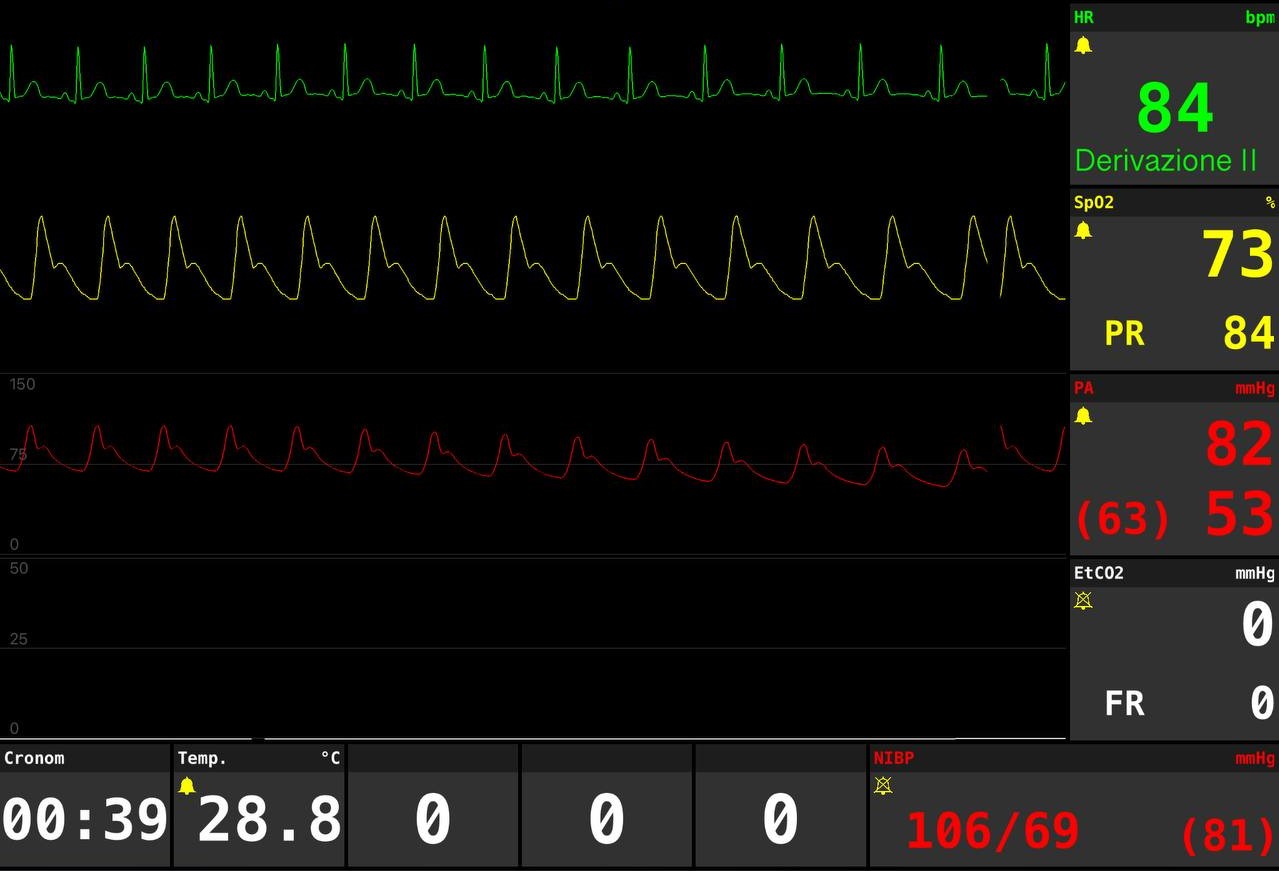 HR bpm
84
Derivazione II
SpO2 %
73
PR 84
150
75
0
PA mmHg
82
(63) 53
50
25
0
EtCO2 mmHg
0
FR 0
Cronom
00:39
Temp. °C
28.8
0
0
0
NIBP mmHg
106/69 (81)